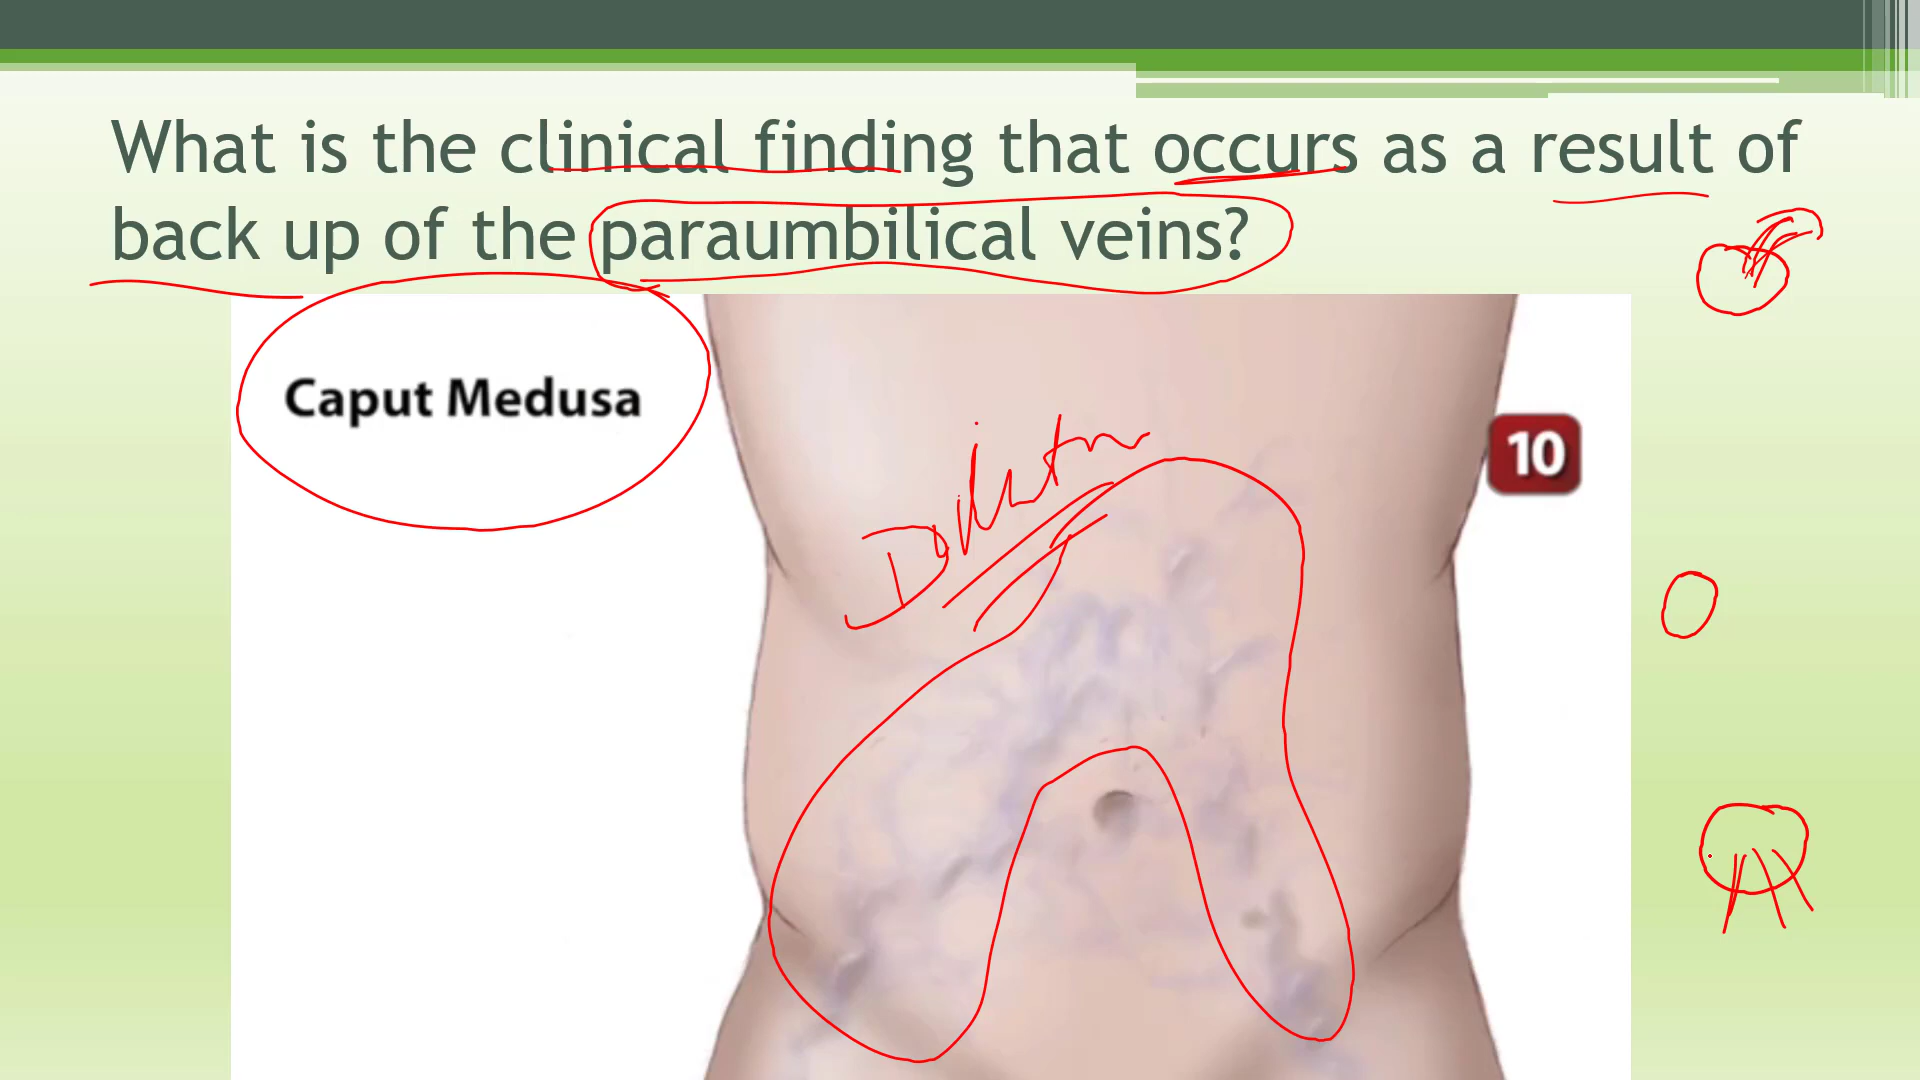 What is the clinical finding that occurs as a result of
back up of the paraumbilical veins?
Caput Medusa
10